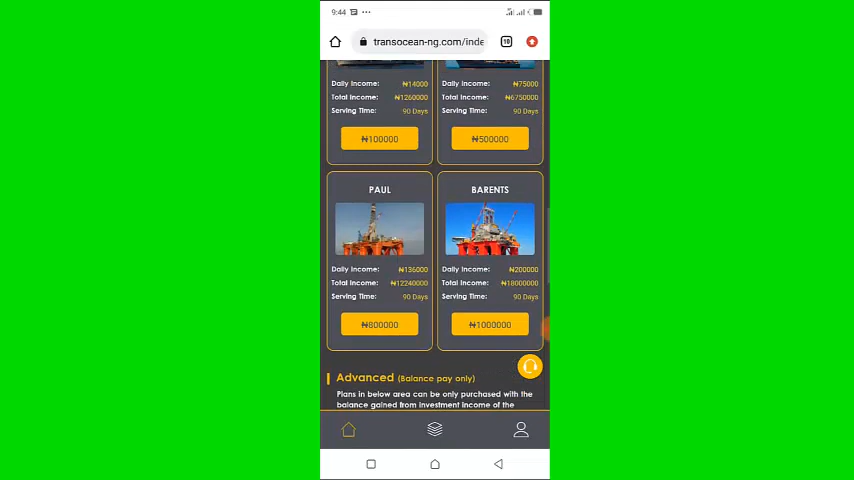 9:44
transocean-ng.com/inde
10
Daily Income: ₦14000
Total Income: ₦1260000
Serving Time: 90 Days
₦100000
Daily Income: ₦75000
Total Income: ₦6750000
Serving Time: 90 Days
₦500000
PAUL
Daily Income: ₦136000
Total Income: ₦12240000
Serving Time: 90 Days
₦800000
BARENTS
Daily Income: ₦200000
Total Income: ₦18000000
Serving Time: 90 Days
₦1000000
Advanced (Balance pay only)
Plans in below area can be only purchased with the
balance gained from investment income of the